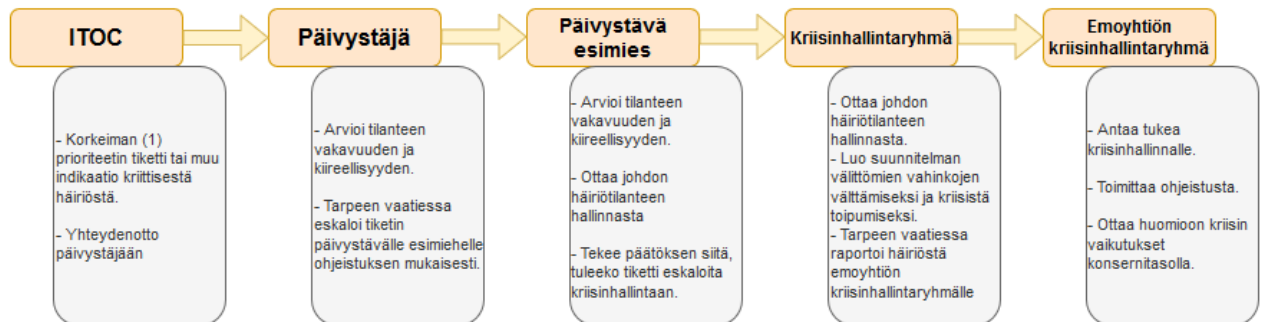 ITOC
- Korkeiman (1)
prioriteetin tiketti tai muu
indikaatio kriittisestä
häiriöstä.
- Yhteydenotto
päivystäjään
Päivystäjä
- Arvioi tilanteen
vakavuuden ja
kiireellisyyden.
- Tarpeen vaatiessa
eskaloi tiketin
päivystävälle esimiehelle
ohjeistuksen mukaisesti.
Päivystävä
esimies
- Arvioi tilanteen
vakavuuden ja
kiireellisyyden.
- Ottaa johdon
häiriötilanteen
hallinnasta
- Tekee päätöksen siitä,
tuleeko tiketti eskaloita
kriisinhallintaan.
Kriisinhallintaryhmä
- Ottaa johdon
häiriötilanteen
hallinnasta.
- Luo suunnitelman
välittömien vahinkojen
välttämiseksi ja kriisistä
toipumiseksi.
- Tarpeen vaatiessa
raportoi häiriöstä
emoyhtiön
kriisinhallintaryhmälle
Emoyhtiön
kriisinhallintaryhmä
- Antaa tukea
kriisinhallinnalle.
- Toimittaa ohjeistusta.
- Ottaa huomioon kriisin
vaikutukset
konsernitasolla.